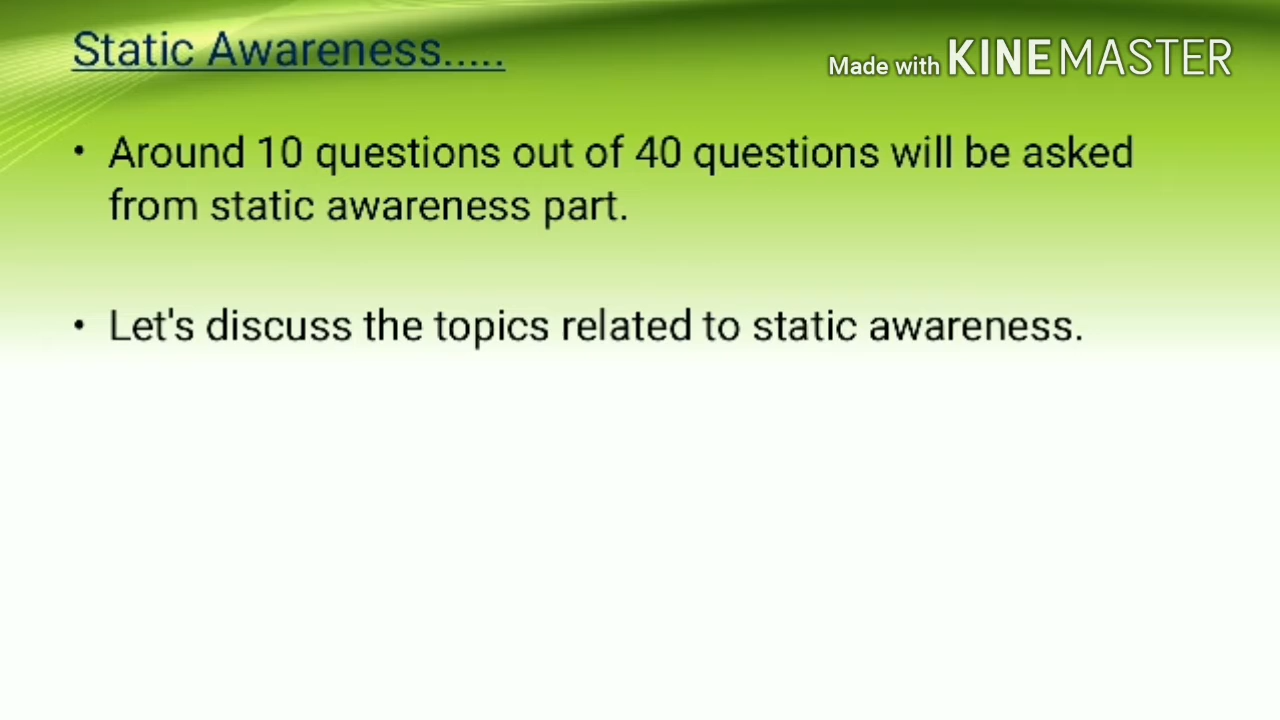 Static Awareness.....
Made with KINEMASTER
• Around 10 questions out of 40 questions will be asked
from static awareness part.
• Let's discuss the topics related to static awareness.